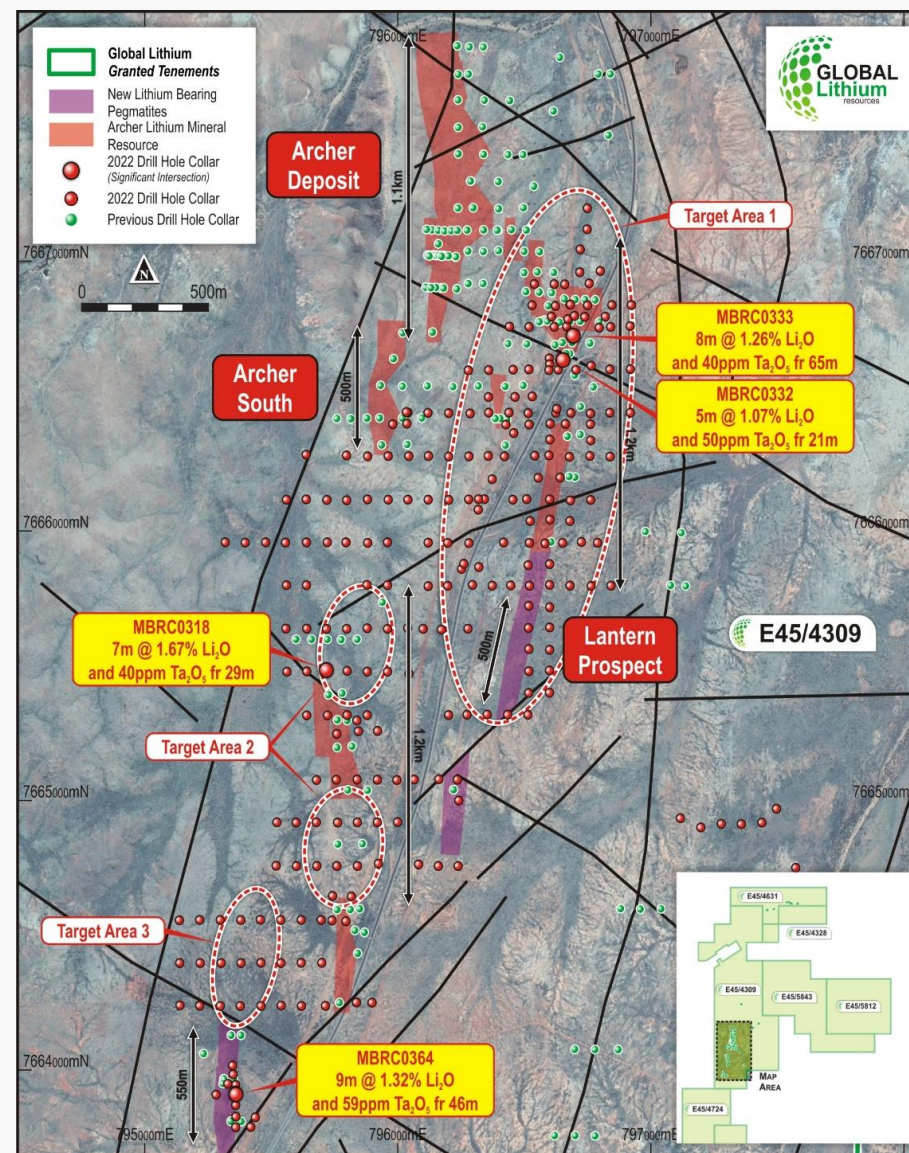 Global Lithium
Granted Tenements
New Lithium Bearing
Pegmatites
Archer Lithium Mineral
Resource
2022 Drill Hole Collar
(Significant Intersection)
2022 Drill Hole Collar
Previous Drill Hole Collar
796000mE
797000mE
GLOBAL
Lithium
resources
Archer
Deposit
1.1km
Target Area 1
7667000mN
7667000mN
N
0 500m
MBRC0333
8m @ 1.26% Li₂O
and 40ppm Ta₂O₅ fr 65m
Archer
South
500m
MBRC0332
5m @ 1.07% Li₂O
and 50ppm Ta₂O₅ fr 21m
1.2km
7666000mN
7666000mN
MBRC0318
7m @ 1.67% Li₂O
and 40ppm Ta₂O₅ fr 29m
500m
Lantern
Prospect
E45/4309
Target Area 2
1.2km
7665000mN
7665000mN
Target Area 3
E45/4631
E45/4328
E45/4309
E45/5843
E45/5812
MAP
AREA
E45/4724
7664000mN
550m
MBRC0364
9m @ 1.32% Li₂O
and 59ppm Ta₂O₅ fr 46m
795000mE
796000mE
797000mE